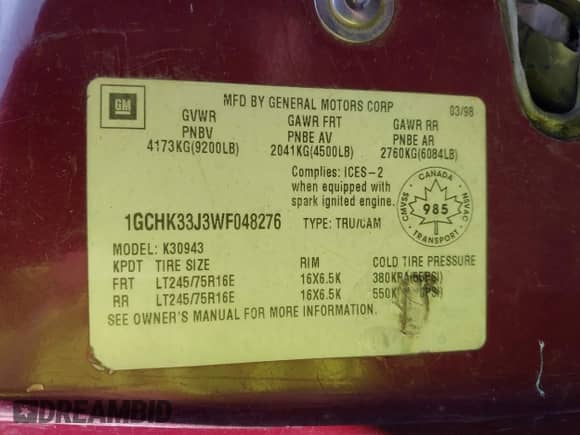 GM
MFD BY GENERAL MOTORS CORP 03/98
GVWR GAWR FRT GAWR RR
PNBV PNBE AV PNBE AR
4173KG(9200LB) 2041KG(4500LB) 2760KG(6084LB)
Complies: ICES-2
when equipped with
spark ignited engine.
CANADA
CMVSS 985 NSVAC
TRANSPORT
1GCHK33J3WF048276 TYPE: TRU/CAM
MODEL: K30943
KPDT TIRE SIZE RIM COLD TIRE PRESSURE
FRT LT245/75R16E 16X6.5K 380KPA(55PSI)
RR LT245/75R16E 16X6.5K 550K PSI)
SEE OWNER'S MANUAL FOR MORE INFORMATION.
DREAMBID